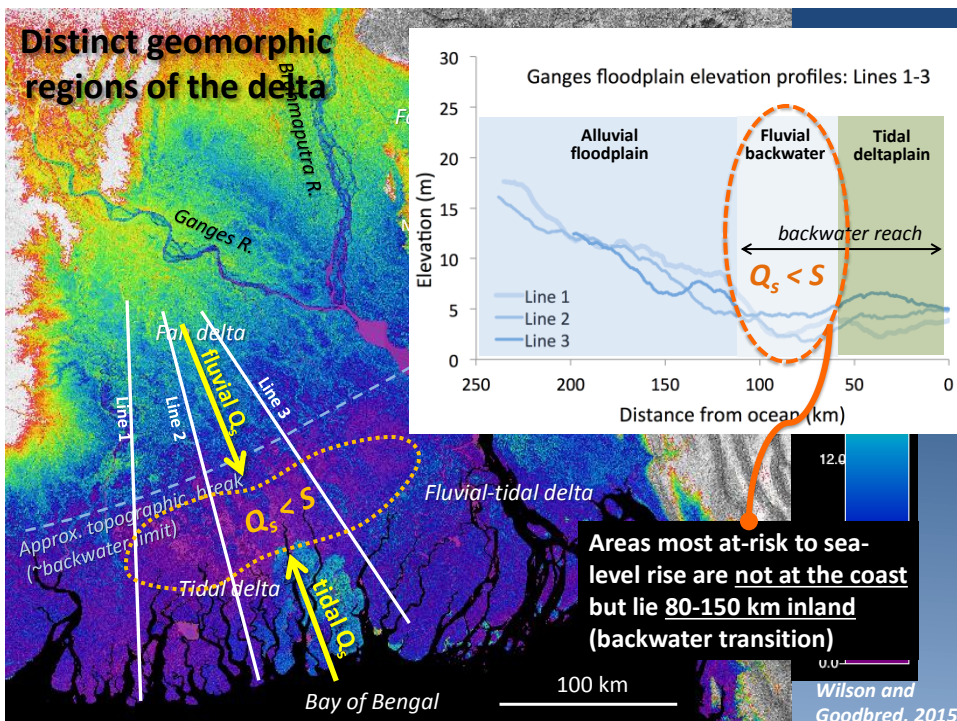 Distinct geomorphic
regions of the delta
Brahmaputra R.
Ganges R.
Fan delta
fluvial Qs
Line 1
Line 2
Line 3
Approx. topographic break
(~backwater limit)
Qs < S
Fluvial-tidal delta
Tidal delta
tidal Qs
Bay of Bengal
100 km
Ganges floodplain elevation profiles: Lines 1-3
Alluvial
floodplain
Fluvial
backwater
Tidal
deltaplain
backwater reach
Qs < S
Line 1
Line 2
Line 3
Elevation (m)
30
25
20
15
10
5
0
250
200
150
100
50
0
Distance from ocean (km)
12.0
0.0
Areas most at-risk to sea-
level rise are not at the coast
but lie 80-150 km inland
(backwater transition)
Wilson and
Goodbred, 2015